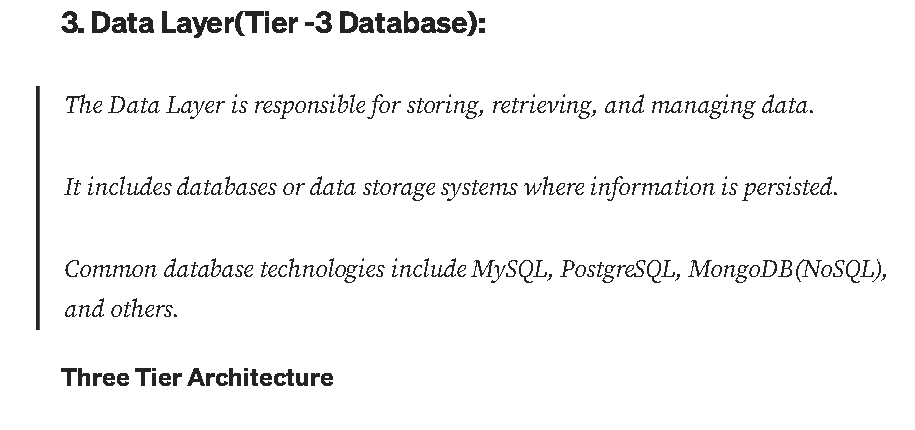 3. Data Layer(Tier -3 Database):
The Data Layer is responsible for storing, retrieving, and managing data.
It includes databases or data storage systems where information is persisted.
Common database technologies include MySQL, PostgreSQL, MongoDB(NoSQL),
and others.
Three Tier Architecture